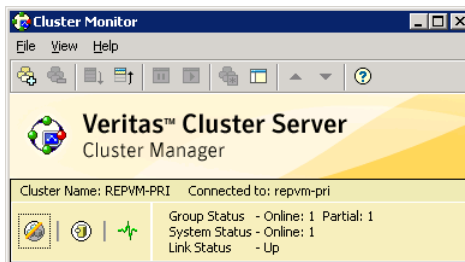 Cluster Monitor
File View Help
Veritas™ Cluster Server
Cluster Manager
Cluster Name: REPVM-PRI Connected to: repvm-pri
Group Status - Online: 1 Partial: 1
System Status - Online: 1
Link Status - Up